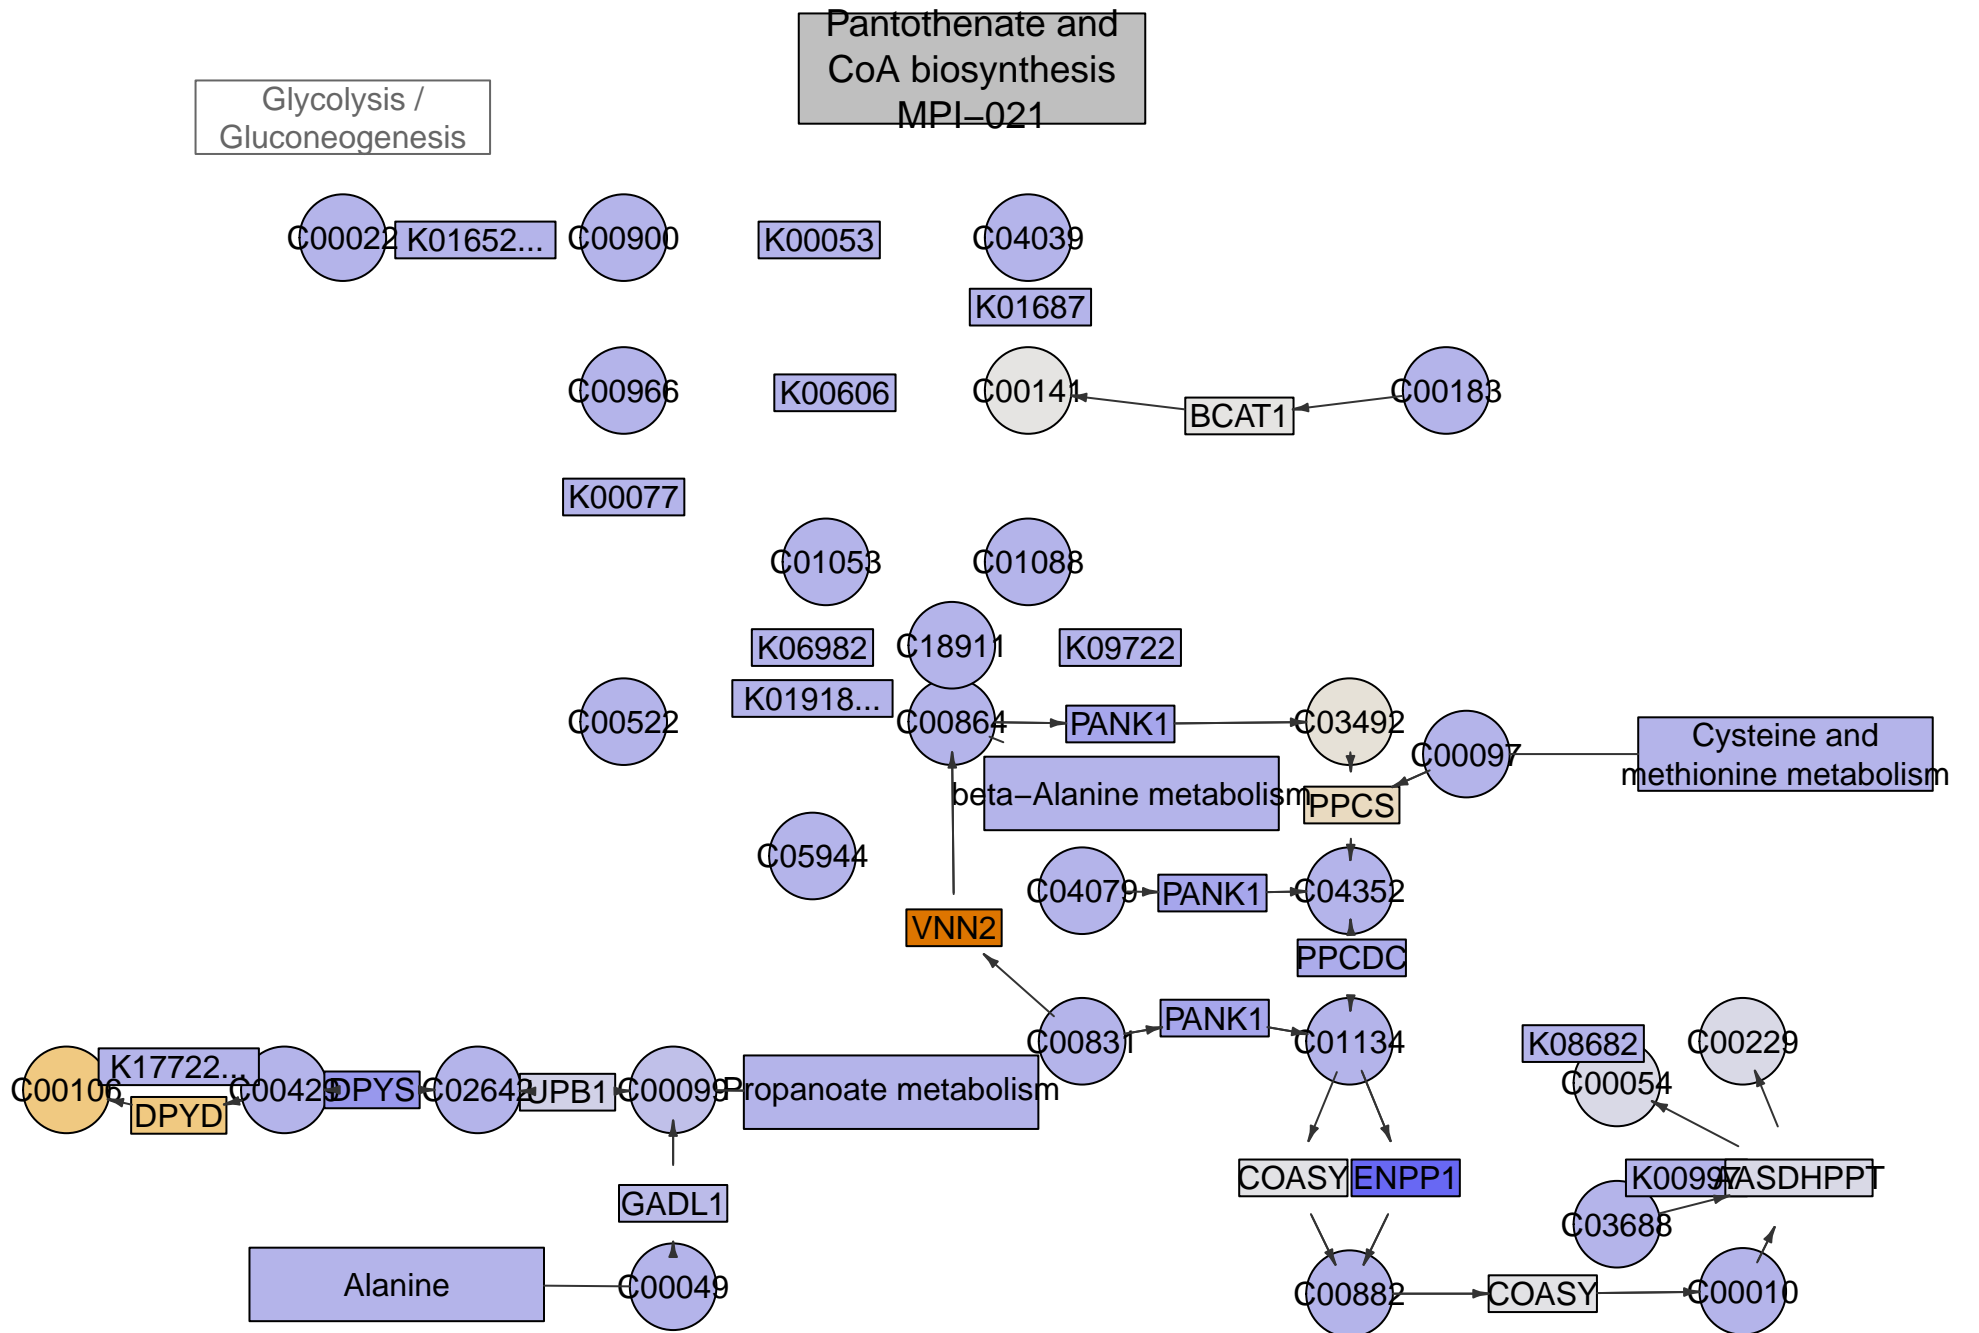 Pantothenate and
CoA biosynthesis
MPI−021
Glycolysis /
Gluconeogenesis
C00022
K01652...
C00900
K00053
C04039
K01687
C00966
K00606
C00141
BCAT1
C00183
K00077
C01053
C01088
K06982
C18911
K09722
K01918...
C00522
C00864
PANK1
C03492
C00097
Cysteine and
methionine metabolism
beta−Alanine metabolism
PPCS
C05944
C04079
PANK1
C04352
VNN2
PPCDC
C00831
PANK1
C01134
K08682
C00229
C00054
C00106
K17722...
DPYD
C00429
DPYS
C02642
UPB1
C00099
Propanoate metabolism
COASY
ENPP1
K00997
AASDHPPT
GADL1
C03688
Alanine
C00049
C00882
COASY
C00010